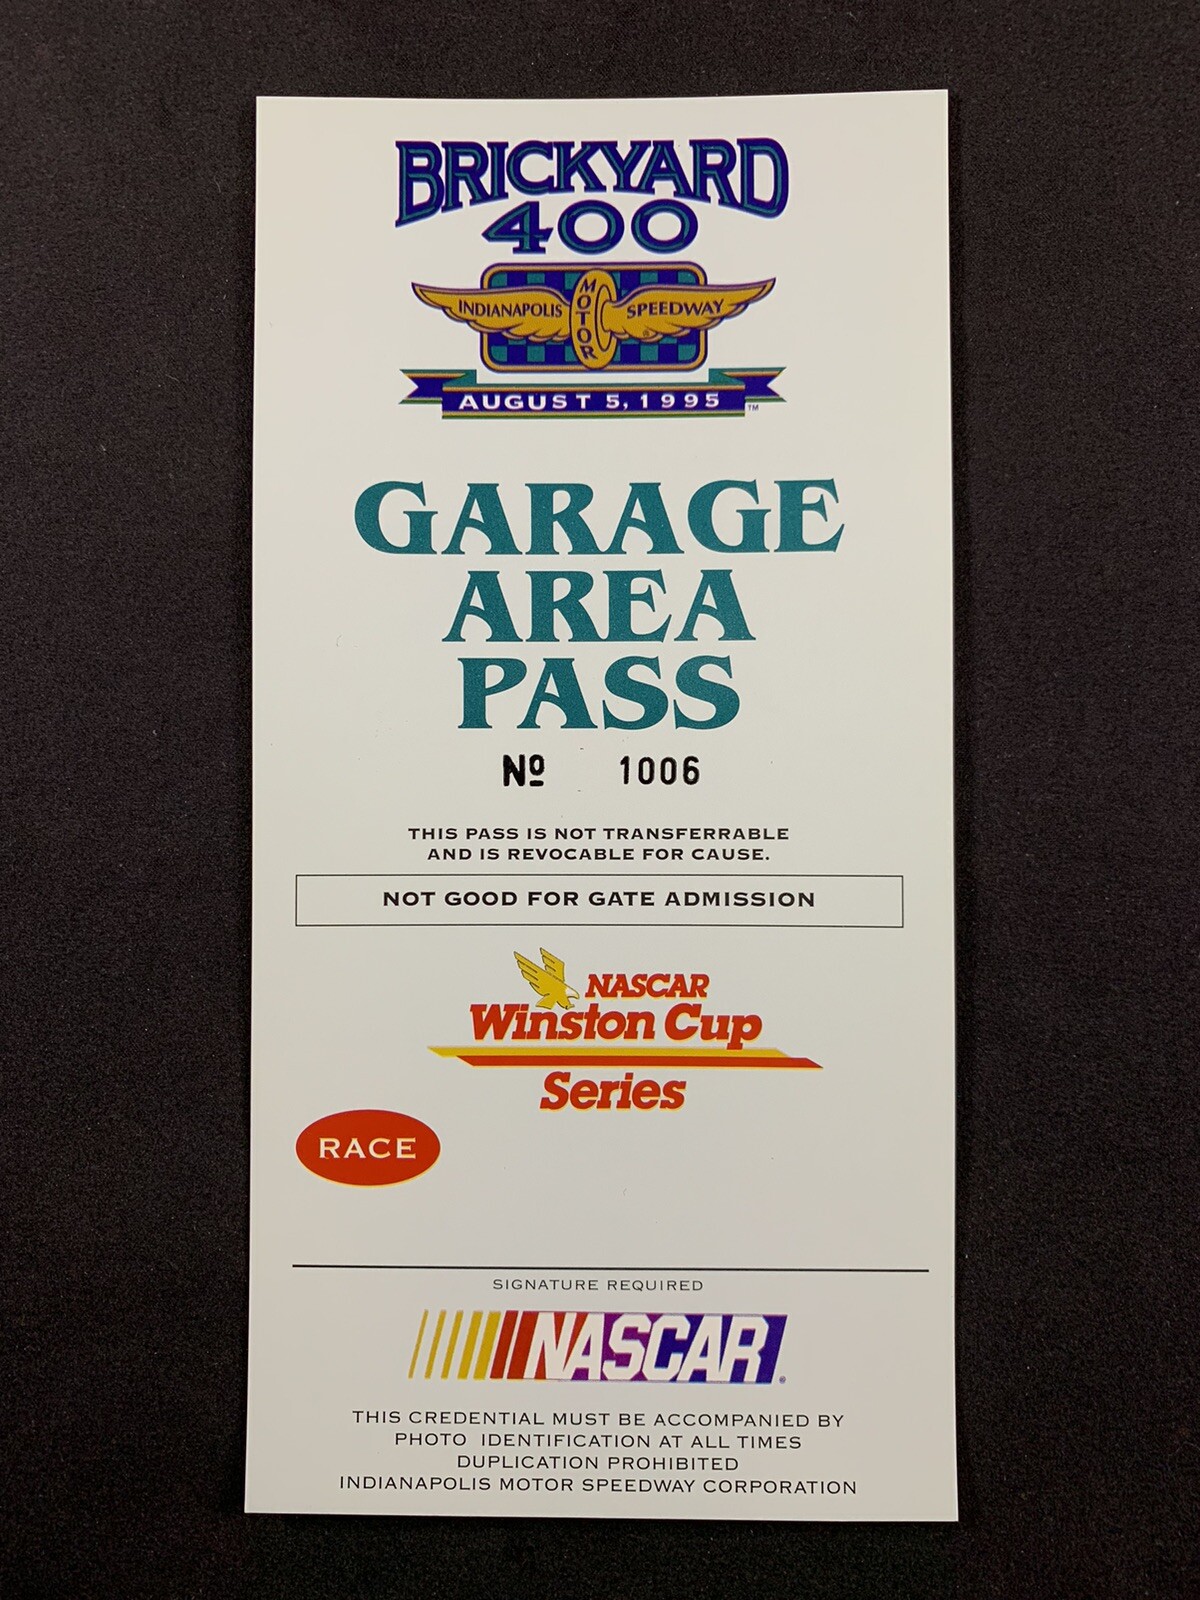 BRICKYARD
400
INDIANAPOLIS MOTOR SPEEDWAY
AUGUST 5, 1995 ™
GARAGE
AREA
PASS
Nº 1006
THIS PASS IS NOT TRANSFERRABLE
AND IS REVOCABLE FOR CAUSE.
NOT GOOD FOR GATE ADMISSION
NASCAR
Winston Cup
Series
RACE
SIGNATURE REQUIRED
NASCAR®
THIS CREDENTIAL MUST BE ACCOMPANIED BY
PHOTO IDENTIFICATION AT ALL TIMES
DUPLICATION PROHIBITED
INDIANAPOLIS MOTOR SPEEDWAY CORPORATION